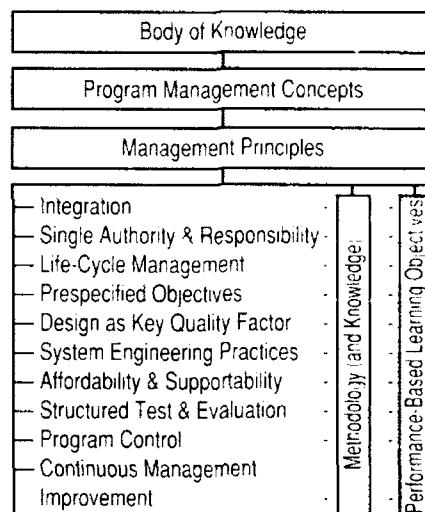 Body of Knowledge
Program Management Concepts
Management Principles
Integration
Single Authority & Responsibility
Life-Cycle Management
Prespecified Objectives
Design as Key Quality Factor
System Engineering Practices
Affordability & Supportability
Structured Test & Evaluation
Program Control
Continuous Management
Improvement
Methodology (and Knowledge)
Performance-Based Learning Objectives